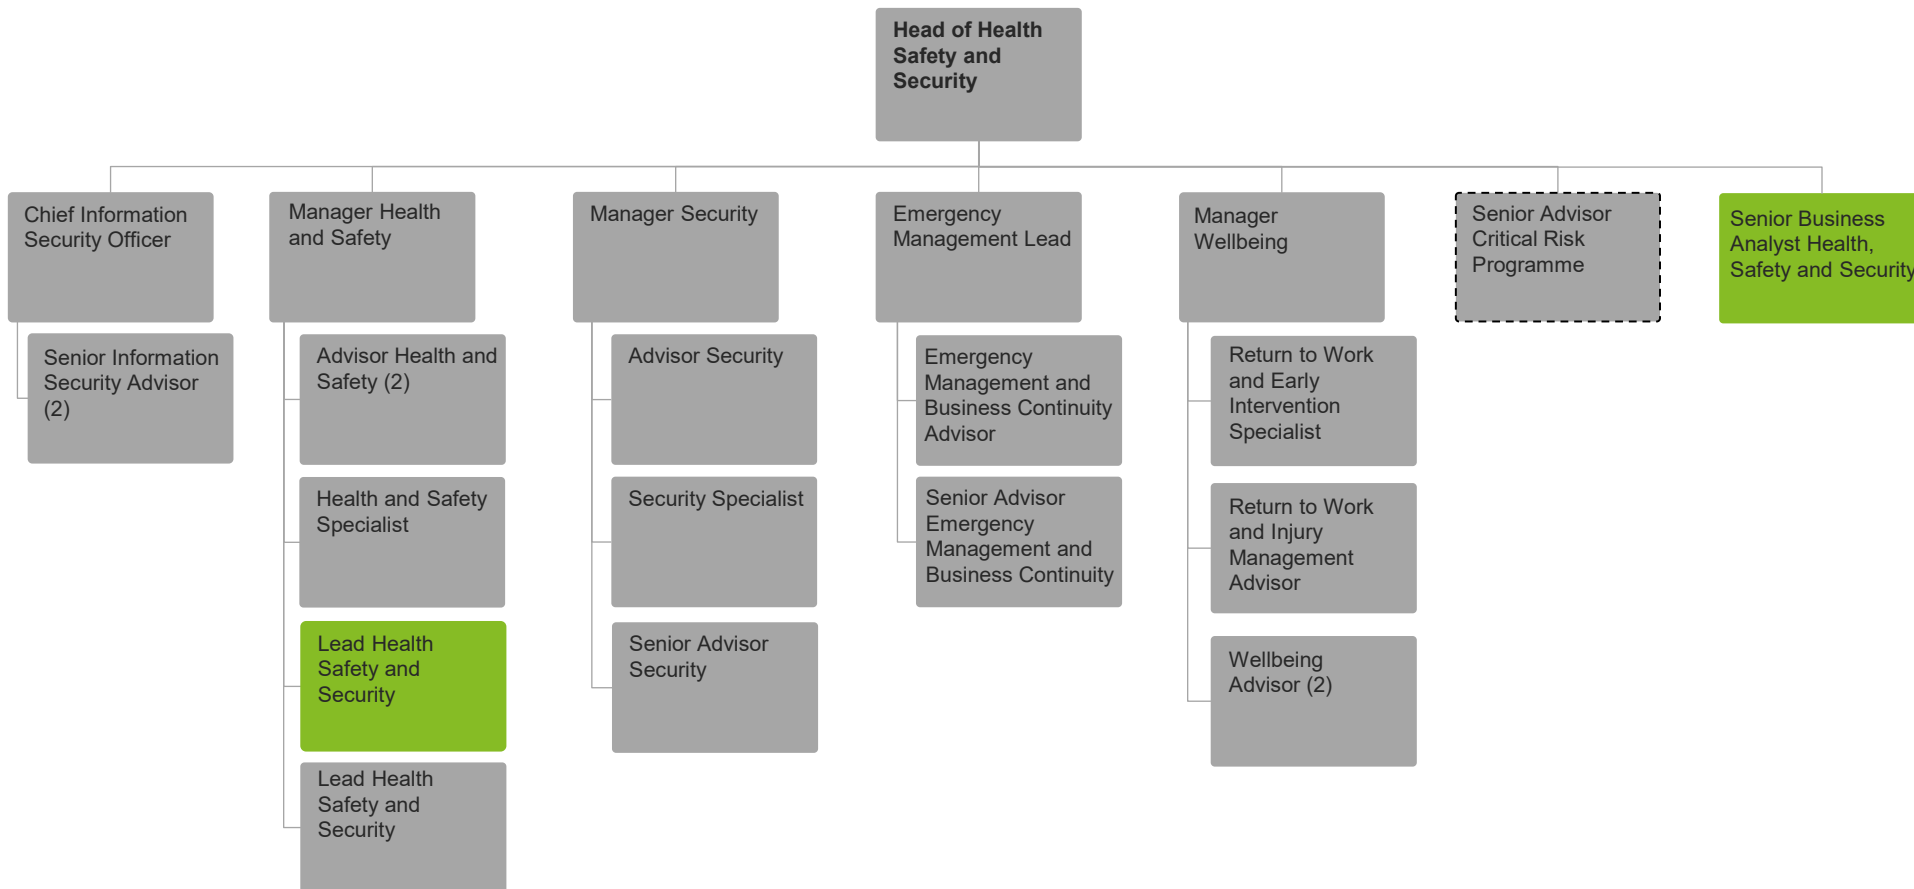 Head of Health
Safety and
Security
Chief Information
Security Officer
Senior Information
Security Advisor
(2)
Manager Health
and Safety
Advisor Health and
Safety (2)
Health and Safety
Specialist
Lead Health
Safety and
Security
Lead Health
Safety and
Security
Manager Security
Advisor Security
Security Specialist
Senior Advisor
Security
Emergency
Management Lead
Emergency
Management and
Business Continuity
Advisor
Senior Advisor
Emergency
Management and
Business Continuity
Manager
Wellbeing
Return to Work
and Early
Intervention
Specialist
Return to Work
and Injury
Management
Advisor
Wellbeing
Advisor (2)
Senior Advisor
Critical Risk
Programme
Senior Business
Analyst Health,
Safety and Security